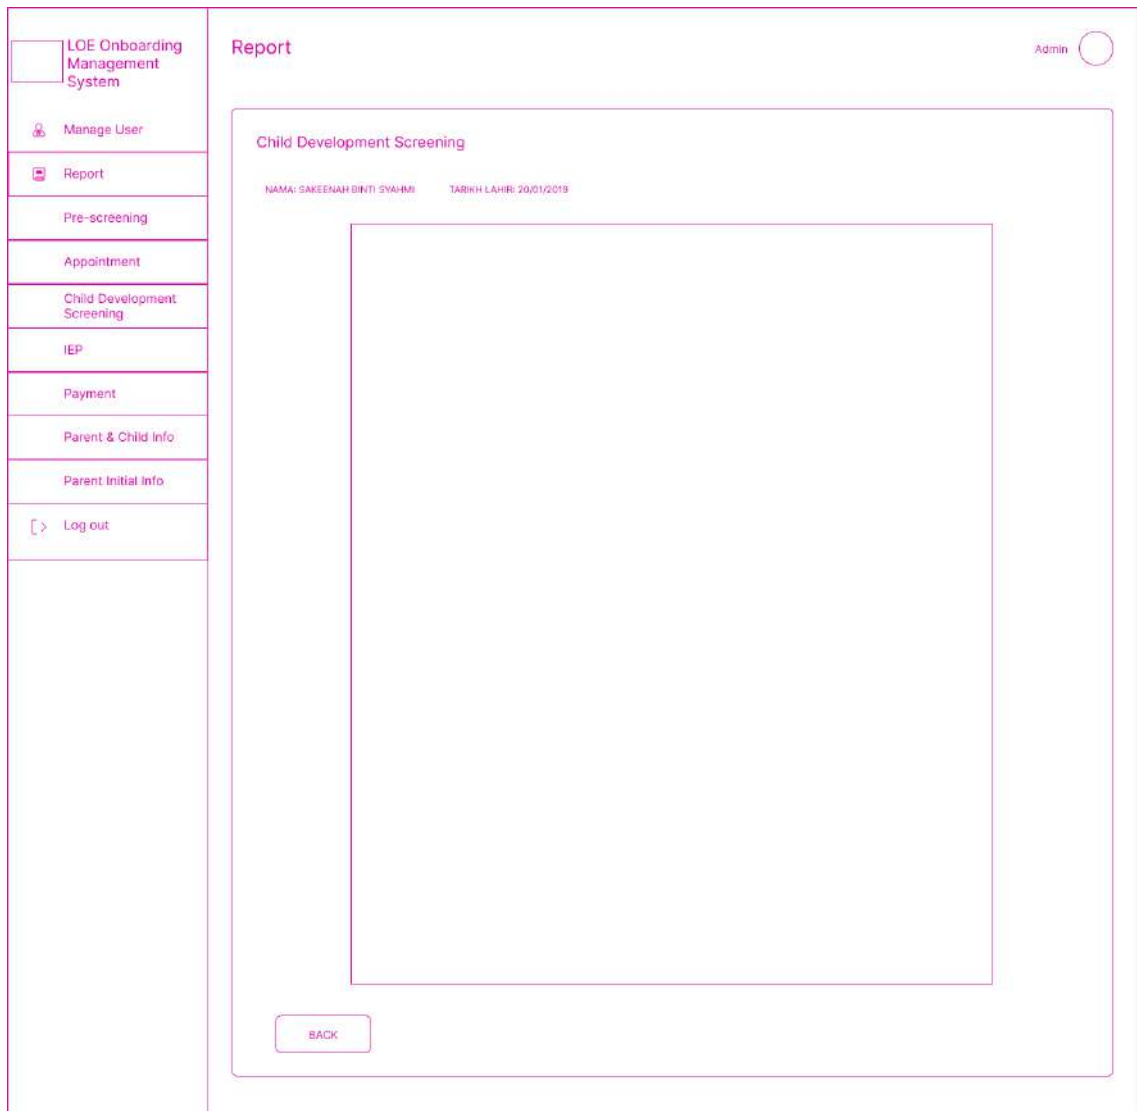 LOE Onboarding
Management
System
Manage User
Report
Pre-screening
Appointment
Child Development
Screening
IEP
Payment
Parent & Child Info
Parent Initial Info
Log out
Report
Admin
Child Development Screening
NAMA: SAKEENAH BINTI SYAHMI TARIKH LAHIR: 20/01/2019
BACK